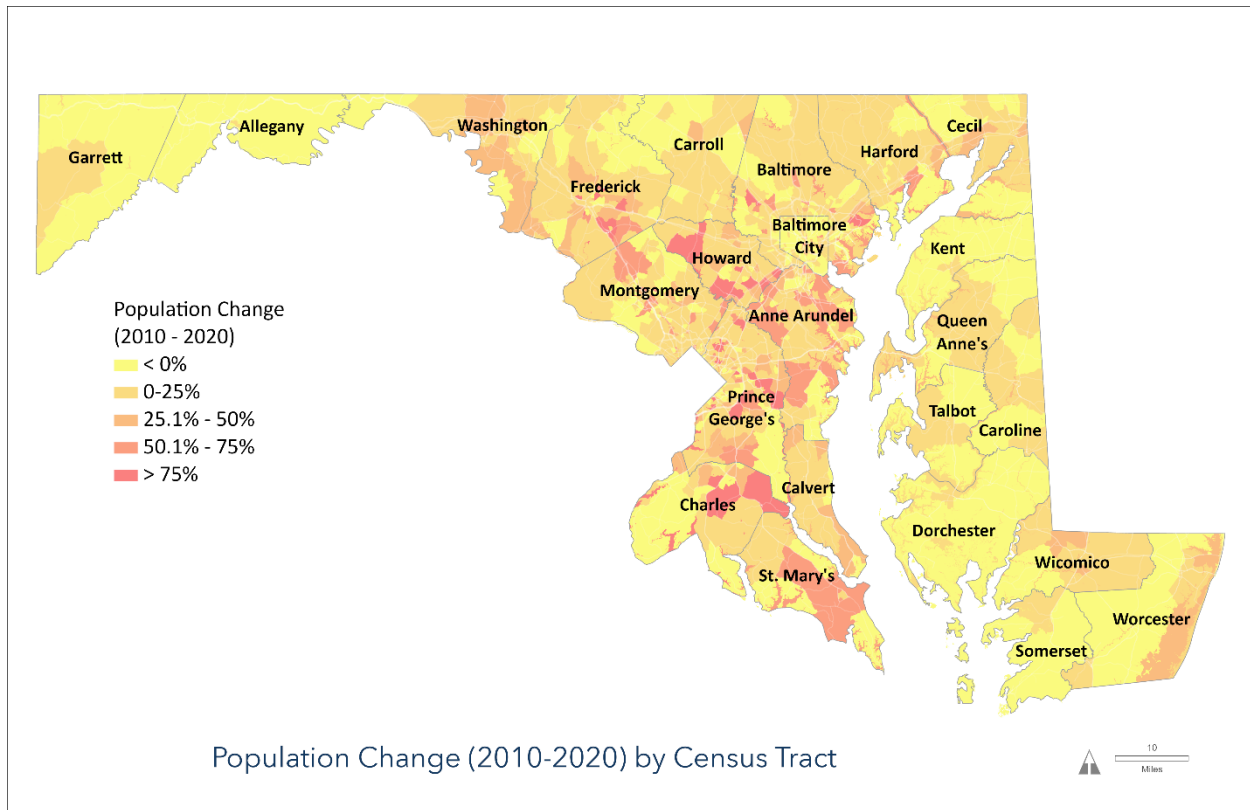 Garrett
Allegany
Washington
Frederick
Carroll
Baltimore
Harford
Cecil
Baltimore
City
Howard
Montgomery
Anne Arundel
Kent
Queen
Anne's
Prince
George's
Talbot
Caroline
Charles
Calvert
Dorchester
St. Mary's
Wicomico
Worcester
Somerset
Population Change
(2010 - 2020)
< 0%
0-25%
25.1% - 50%
50.1% - 75%
> 75%
Population Change (2010-2020) by Census Tract
10
Miles